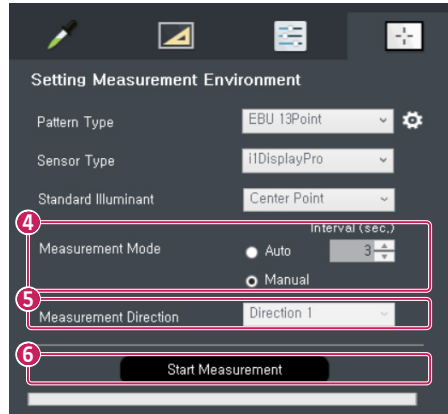 Setting Measurement Environment
Pattern Type EBU 13Point
Sensor Type i1DisplayPro
Standard Illuminant Center Point
4
Interval (sec.)
Measurement Mode Auto 3
Manual
5
Measurement Direction Direction 1
6
Start Measurement